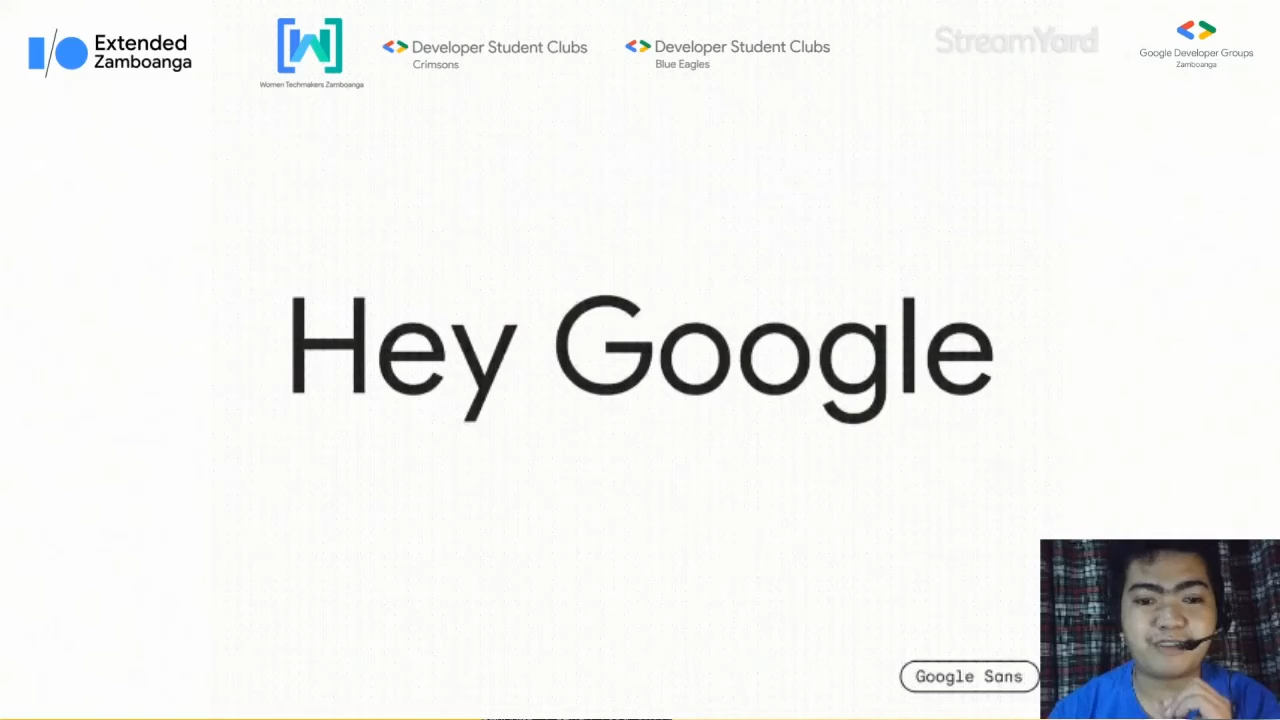 Extended
Zamboanga
Women Techmakers Zamboanga
Developer Student Clubs
Crimsons
Developer Student Clubs
Blue Eagles
StreamYard
Google Developer Groups
Zamboanga
Hey Google
Google Sans